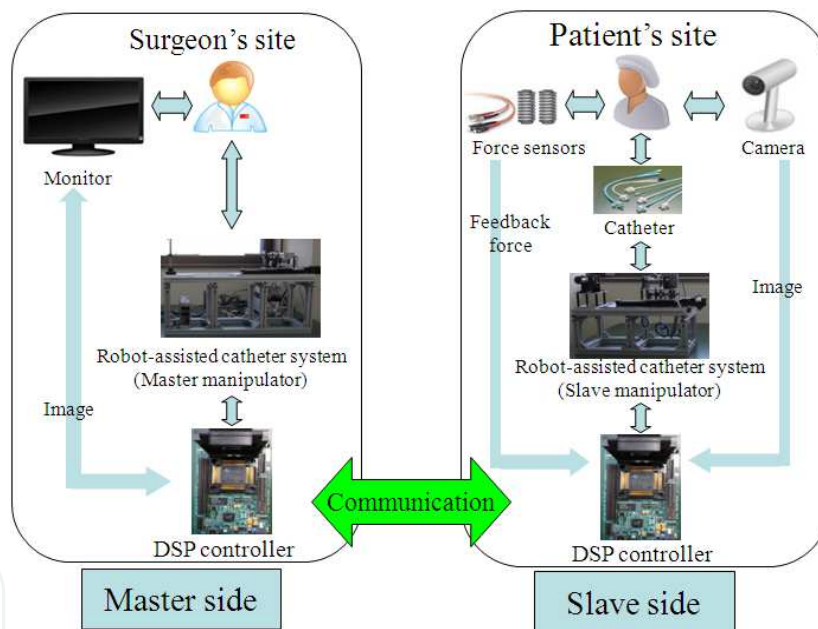 Surgeon's site
Monitor
Robot-assisted catheter system
(Master manipulator)
Image
DSP controller
Master side
Communication
Patient's site
Force sensors
Camera
Feedback
force
Catheter
Image
Robot-assisted catheter system
(Slave manipulator)
DSP controller
Slave side